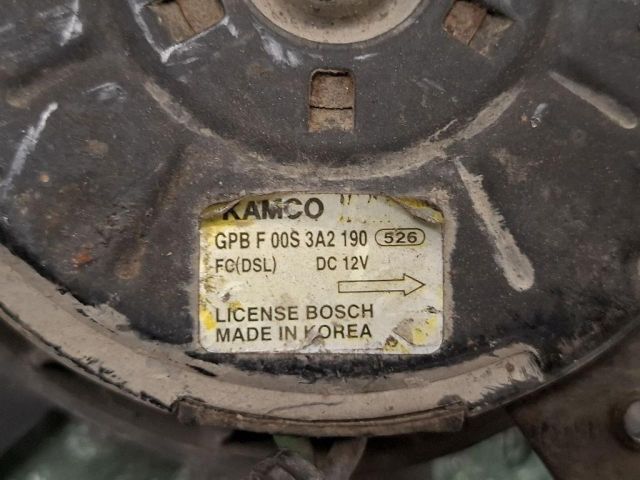 KAMCO
GPB F 00S 3A2 190 526
FC(DSL) DC 12V
LICENSE BOSCH
MADE IN KOREA